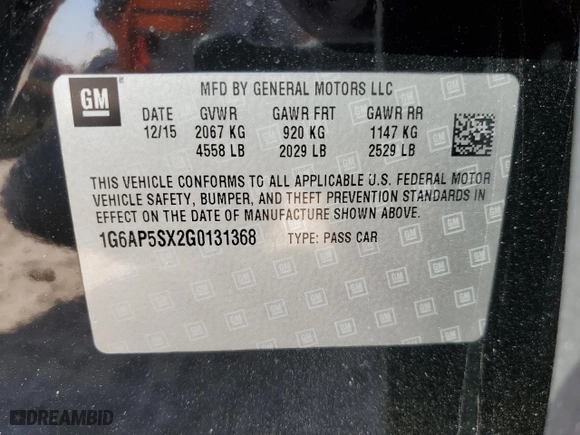 GM
MFD BY GENERAL MOTORS LLC
DATE GVWR GAWR FRT GAWR RR
12/15 2067 KG 920 KG 1147 KG
4558 LB 2029 LB 2529 LB
THIS VEHICLE CONFORMS TO ALL APPLICABLE U.S. FEDERAL MOTOR
VEHICLE SAFETY, BUMPER, AND THEFT PREVENTION STANDARDS IN
EFFECT ON THE DATE OF MANUFACTURE SHOWN ABOVE.
1G6AP5SX2G0131368 TYPE: PASS CAR
DREAMBID